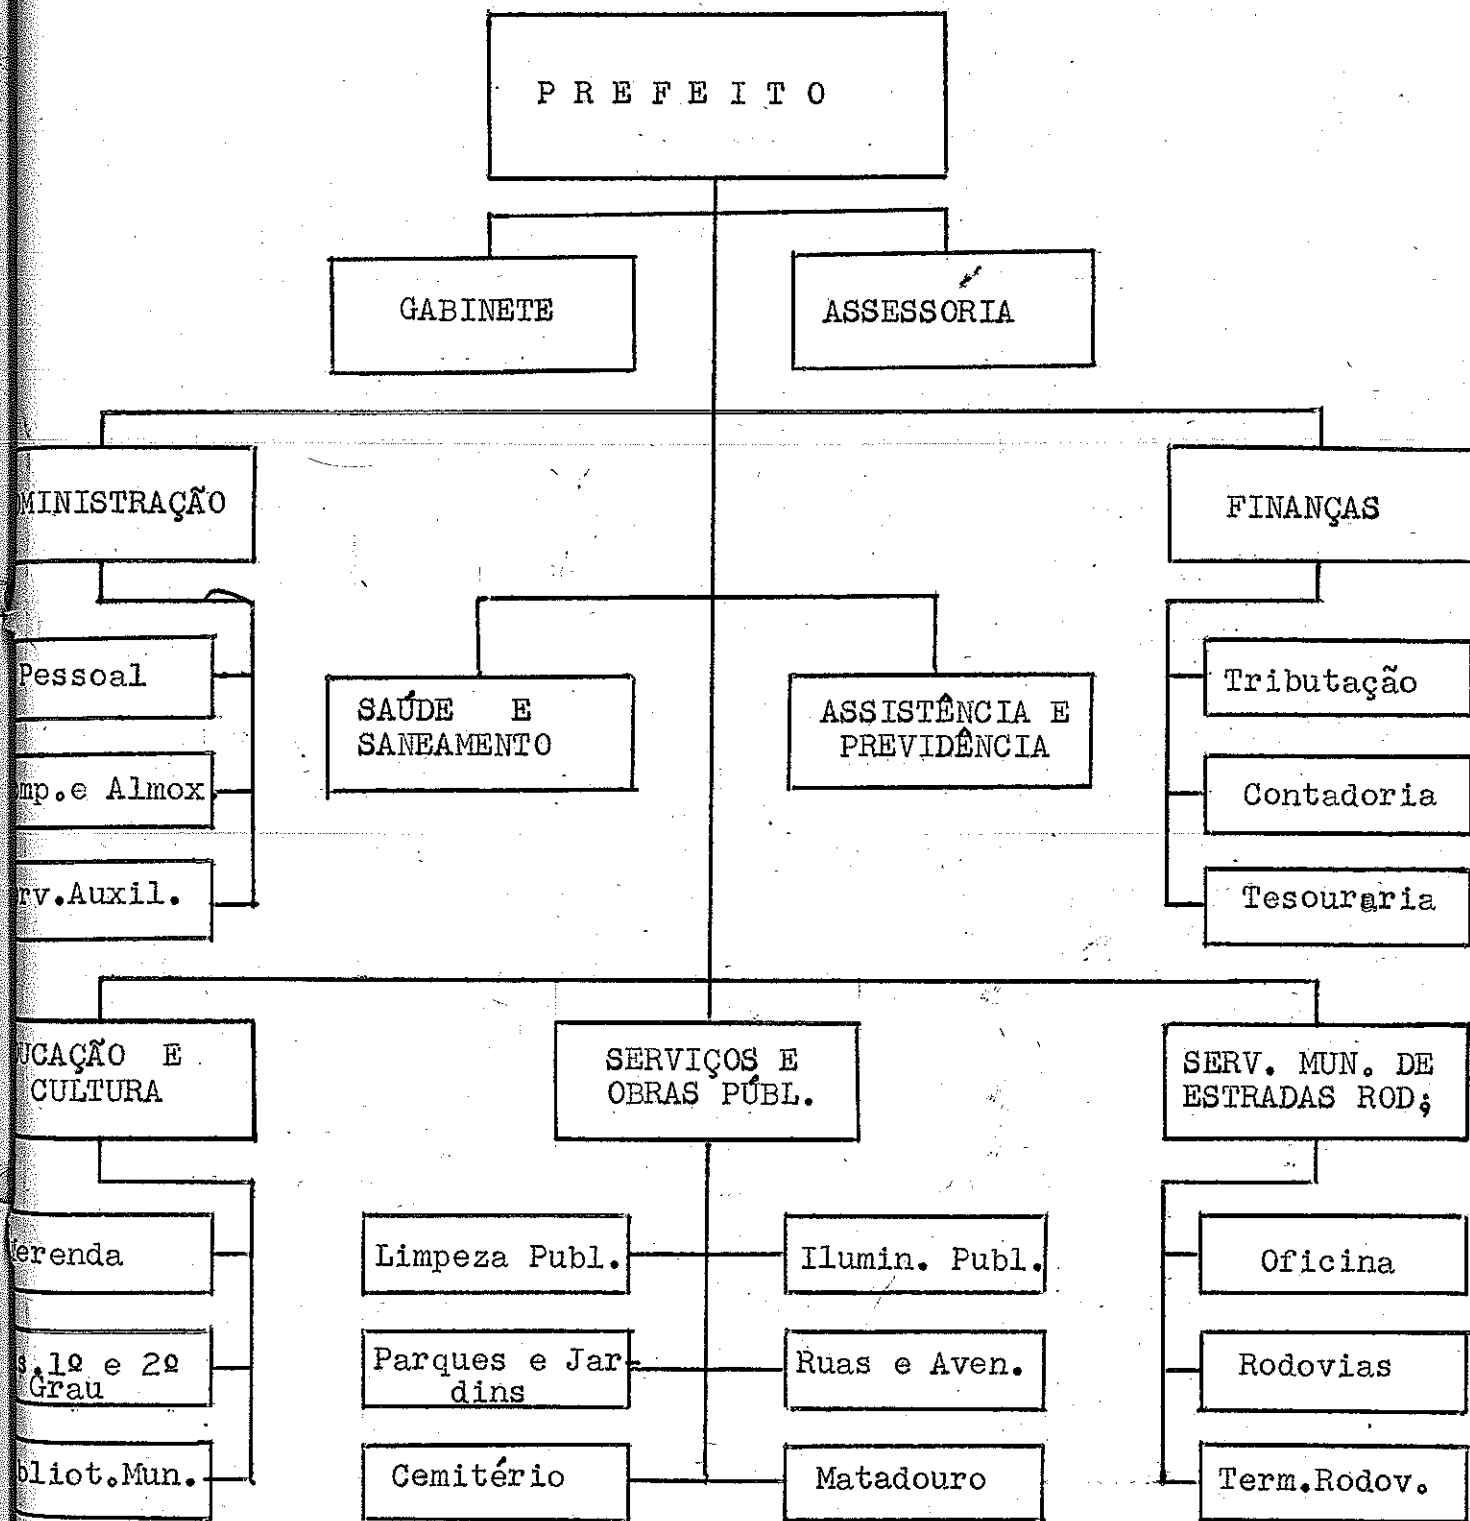 P R E F E I T O
GABINETE
ASSESSORIA
MINISTRAÇÃO
FINANÇAS
Pessoal
mp.e Almox.
rv.Auxil.
SAÚDE E
SANEAMENTO
ASSISTÊNCIA E
PREVIDÊNCIA
Tributação
Contadoria
Tesouraria
UCAÇÃO E
CULTURA
SERVIÇOS E
OBRAS PÚBL.
SERV. MUN. DE
ESTRADAS ROD;
erenda
s.1º e 2º
Grau
bliot.Mun.
Limpeza Publ.
Parques e Jar-
dins
Cemitério
Ilumin. Publ.
Ruas e Aven.
Matadouro
Oficina
Rodovias
Term.Rodov.